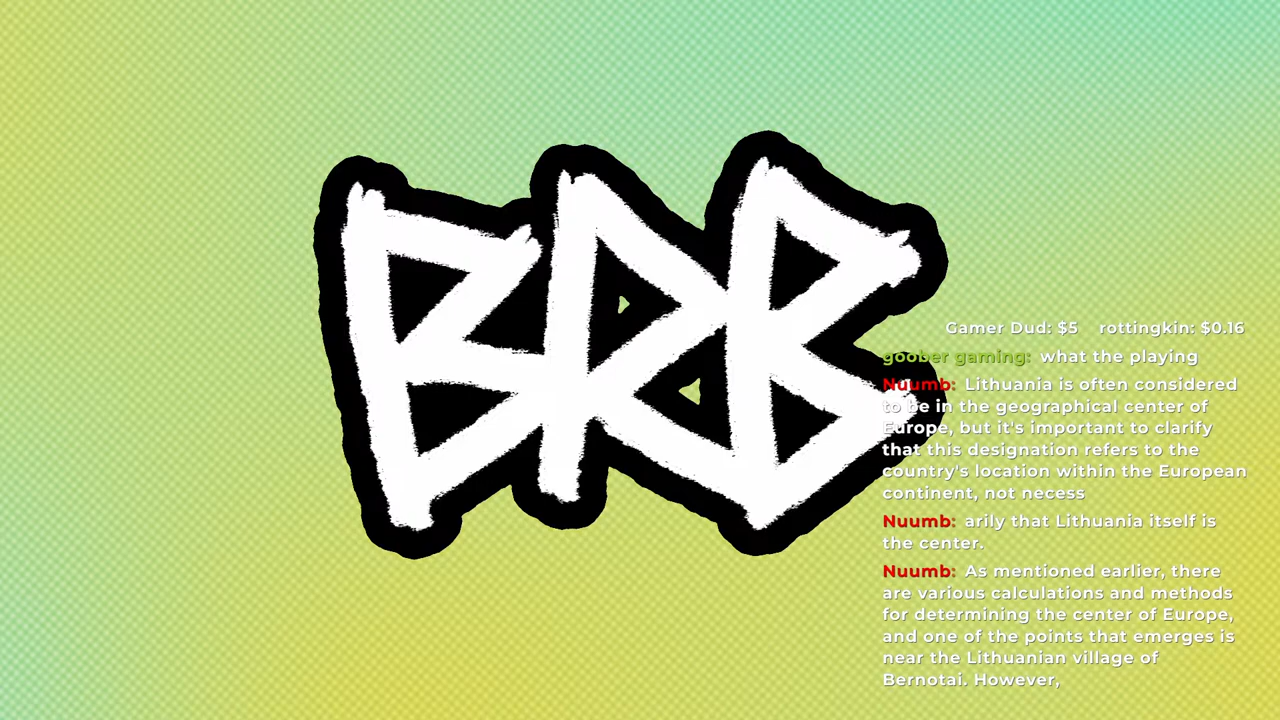 BRB
Gamer Dud: $5 rottingkin: $0.16
goober gaming: what the playing
Nuumb: Lithuania is often considered
to be in the geographical center of
Europe, but it's important to clarify
that this designation refers to the
country's location within the European
continent, not necess
Nuumb: arily that Lithuania itself is
the center.
Nuumb: As mentioned earlier, there
are various calculations and methods
for determining the center of Europe,
and one of the points that emerges is
near the Lithuanian village of
Bernotai. However,